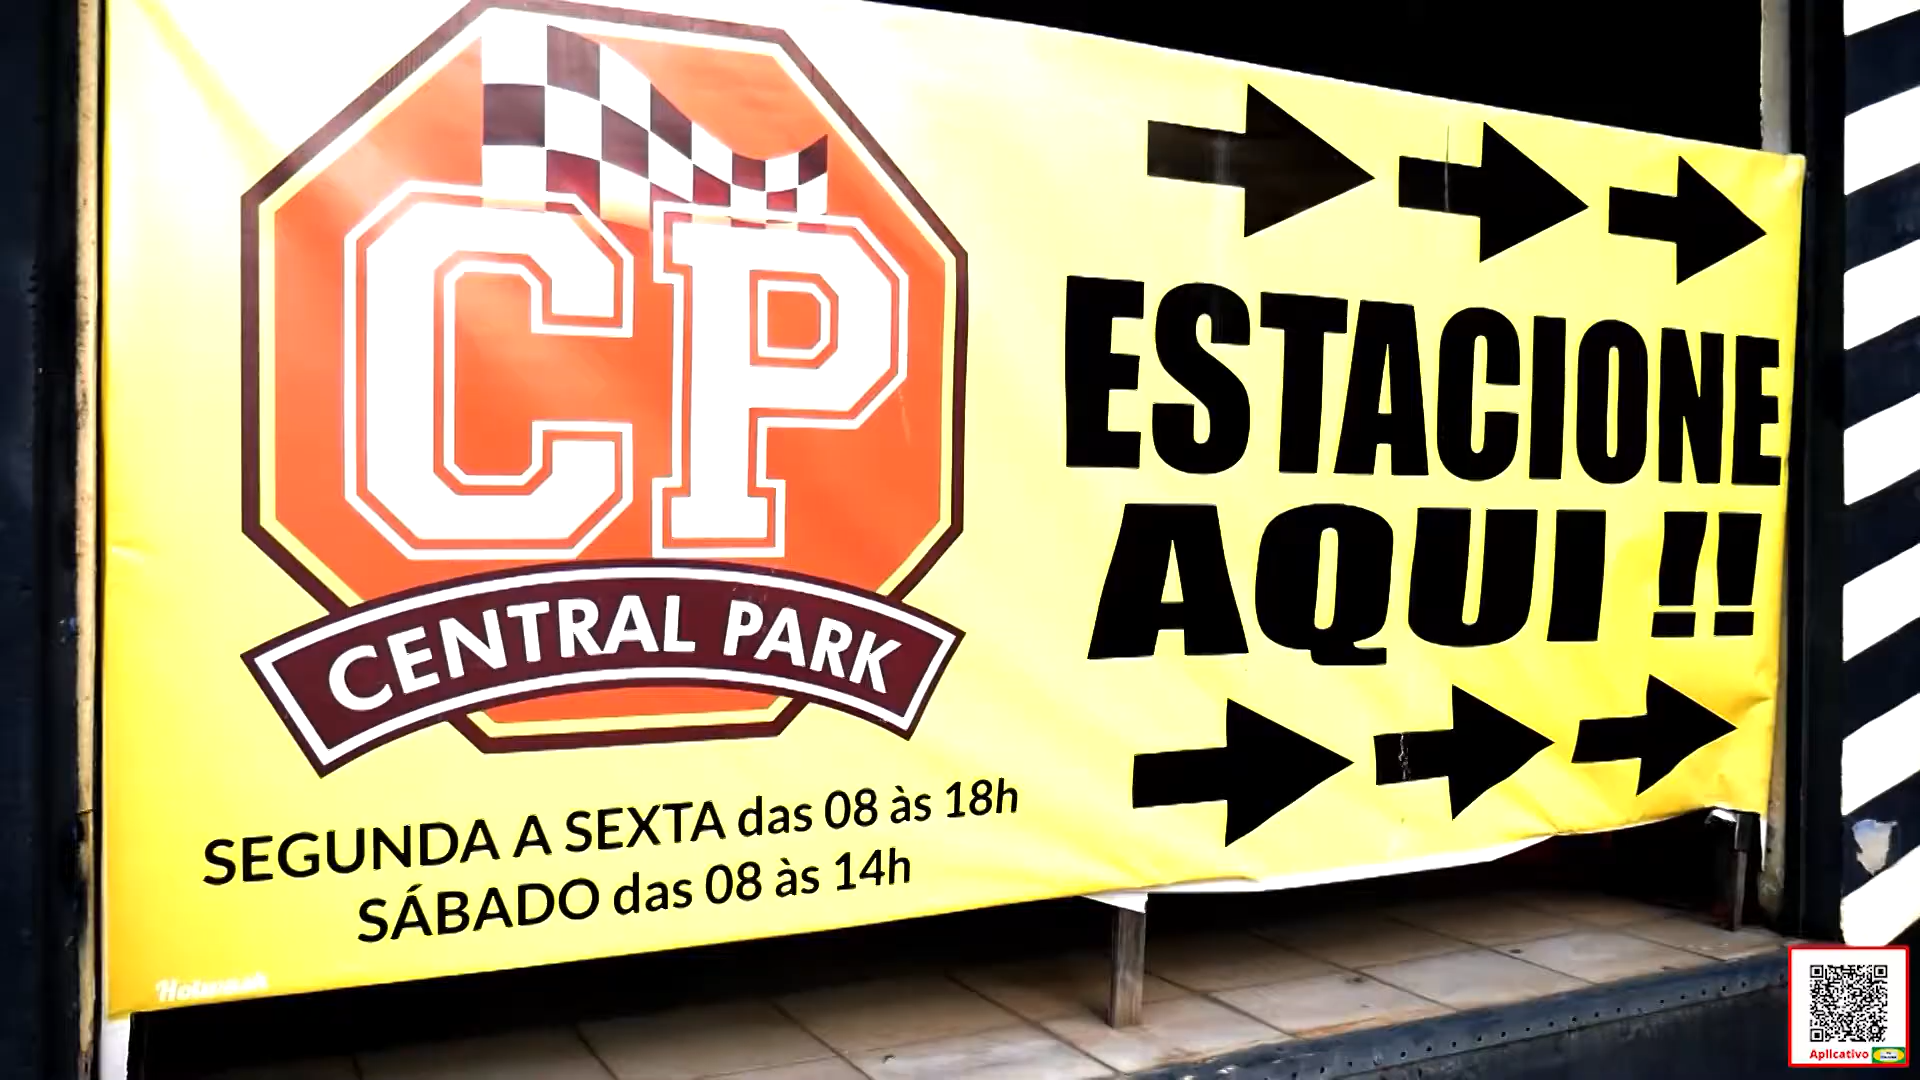 CP
CENTRAL PARK
SEGUNDA A SEXTA das 08 às 18h
SÁBADO das 08 às 14h
ESTACIONE
AQUI !!
Aplicativo